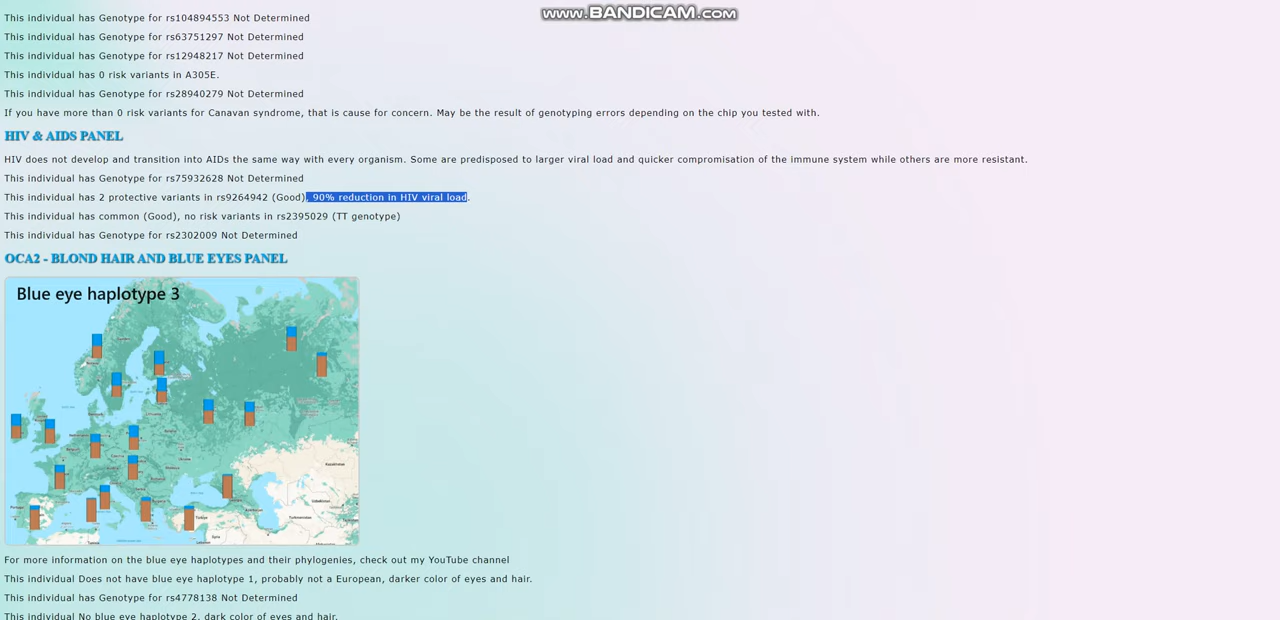 www.BANDICAM.com
This individual has Genotype for rs104894553 Not Determined
This individual has Genotype for rs63751297 Not Determined
This individual has Genotype for rs12948217 Not Determined
This individual has 0 risk variants in A305E.
This individual has Genotype for rs28940279 Not Determined
If you have more than 0 risk variants for Canavan syndrome, that is cause for concern. May be the result of genotyping errors depending on the chip you tested with.
HIV & AIDS PANEL
HIV does not develop and transition into AIDs the same way with every organism. Some are predisposed to larger viral load and quicker compromisation of the immune system while others are more resistant.
This individual has Genotype for rs75932628 Not Determined
This individual has 2 protective variants in rs9264942 (Good), 90% reduction in HIV viral load.
This individual has common (Good), no risk variants in rs2395029 (TT genotype)
This individual has Genotype for rs2302009 Not Determined
OCA2 - BLOND HAIR AND BLUE EYES PANEL
Blue eye haplotype 3
Kazakhstan
Uzbekistan
Portugal
Türkiye
Turkmenistan
Syria
For more information on the blue eye haplotypes and their phylogenies, check out my YouTube channel
This individual Does not have blue eye haplotype 1, probably not a European, darker color of eyes and hair.
This individual has Genotype for rs4778138 Not Determined
This individual No blue eye haplotype 2, dark color of eyes and hair.